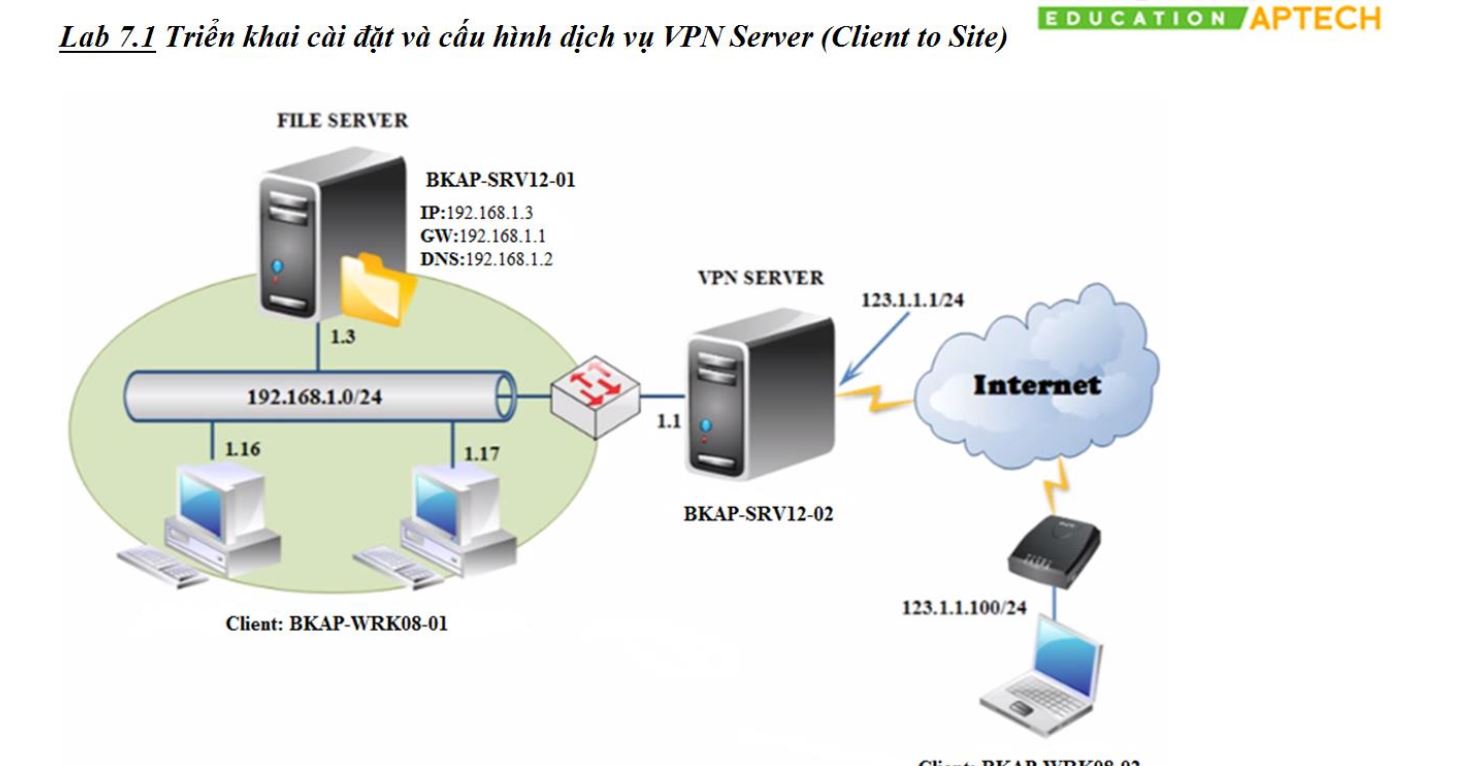 EDUCATION APTECH
Lab 7.1 Triển khai cài đặt và cấu hình dịch vụ VPN Server (Client to Site)
FILE SERVER
BKAP-SRV12-01
IP:192.168.1.3
GW:192.168.1.1
DNS:192.168.1.2
VPN SERVER
123.1.1.1/24
1.3
Internet
192.168.1.0/24
1.1
1.16
1.17
BKAP-SRV12-02
123.1.1.100/24
Client: BKAP-WRK08-01
Client: BKAP-WRK08-02